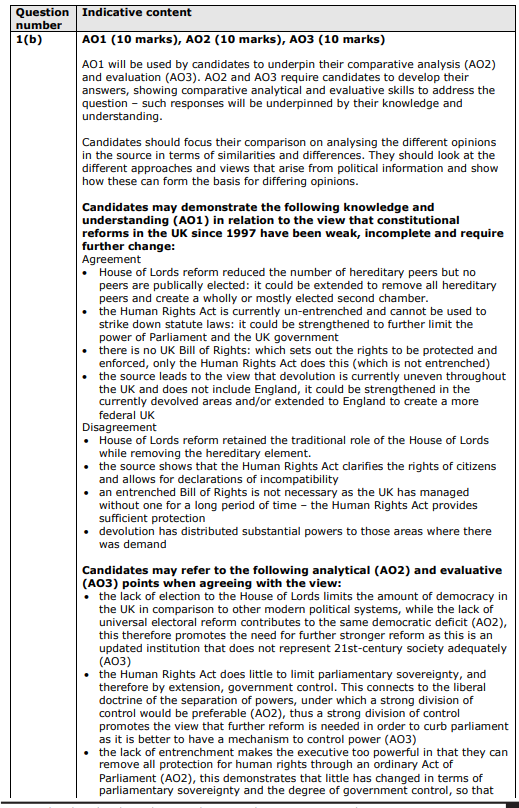 Question number
Indicative content
1(b)
AO1 (10 marks), AO2 (10 marks), AO3 (10 marks)
AO1 will be used by candidates to underpin their comparative analysis (AO2)
and evaluation (AO3). AO2 and AO3 require candidates to develop their
answers, showing comparative analytical and evaluative skills to address the
question – such responses will be underpinned by their knowledge and
understanding.
Candidates should focus their comparison on analysing the different opinions
in the source in terms of similarities and differences. They should look at the
different approaches and views that arise from political information and show
how these can form the basis for differing opinions.
Candidates may demonstrate the following knowledge and
understanding (AO1) in relation to the view that constitutional
reforms in the UK since 1997 have been weak, incomplete and require
further change:
Agreement
• House of Lords reform reduced the number of hereditary peers but no
peers are publically elected: it could be extended to remove all hereditary
peers and create a wholly or mostly elected second chamber.
• the Human Rights Act is currently un-entrenched and cannot be used to
strike down statute laws: it could be strengthened to further limit the
power of Parliament and the UK government
• there is no UK Bill of Rights: which sets out the rights to be protected and
enforced, only the Human Rights Act does this (which is not entrenched)
• the source leads to the view that devolution is currently uneven throughout
the UK and does not include England, it could be strengthened in the
currently devolved areas and/or extended to England to create a more
federal UK
Disagreement
• House of Lords reform retained the traditional role of the House of Lords
while removing the hereditary element.
• the source shows that the Human Rights Act clarifies the rights of citizens
and allows for declarations of incompatibility
• an entrenched Bill of Rights is not necessary as the UK has managed
without one for a long period of time – the Human Rights Act provides
sufficient protection
• devolution has distributed substantial powers to those areas where there
was demand
Candidates may refer to the following analytical (AO2) and evaluative
(AO3) points when agreeing with the view:
• the lack of election to the House of Lords limits the amount of democracy in
the UK in comparison to other modern political systems, while the lack of
universal electoral reform contributes to the same democratic deficit (AO2),
this therefore promotes the need for further stronger reform as this is an
updated institution that does not represent 21st-century society adequately
(AO3)
• the Human Rights Act does little to limit parliamentary sovereignty, and
therefore by extension, government control. This connects to the liberal
doctrine of the separation of powers, under which a strong division of
control would be preferable (AO2), thus a strong division of control
promotes the view that further reform is needed in order to curb parliament
as it is better to have a mechanism to control power (AO3)
• the lack of entrenchment makes the executive too powerful in that they can
remove all protection for human rights through an ordinary Act of
Parliament (AO2), this demonstrates that little has changed in terms of
parliamentary sovereignty and the degree of government control, so that